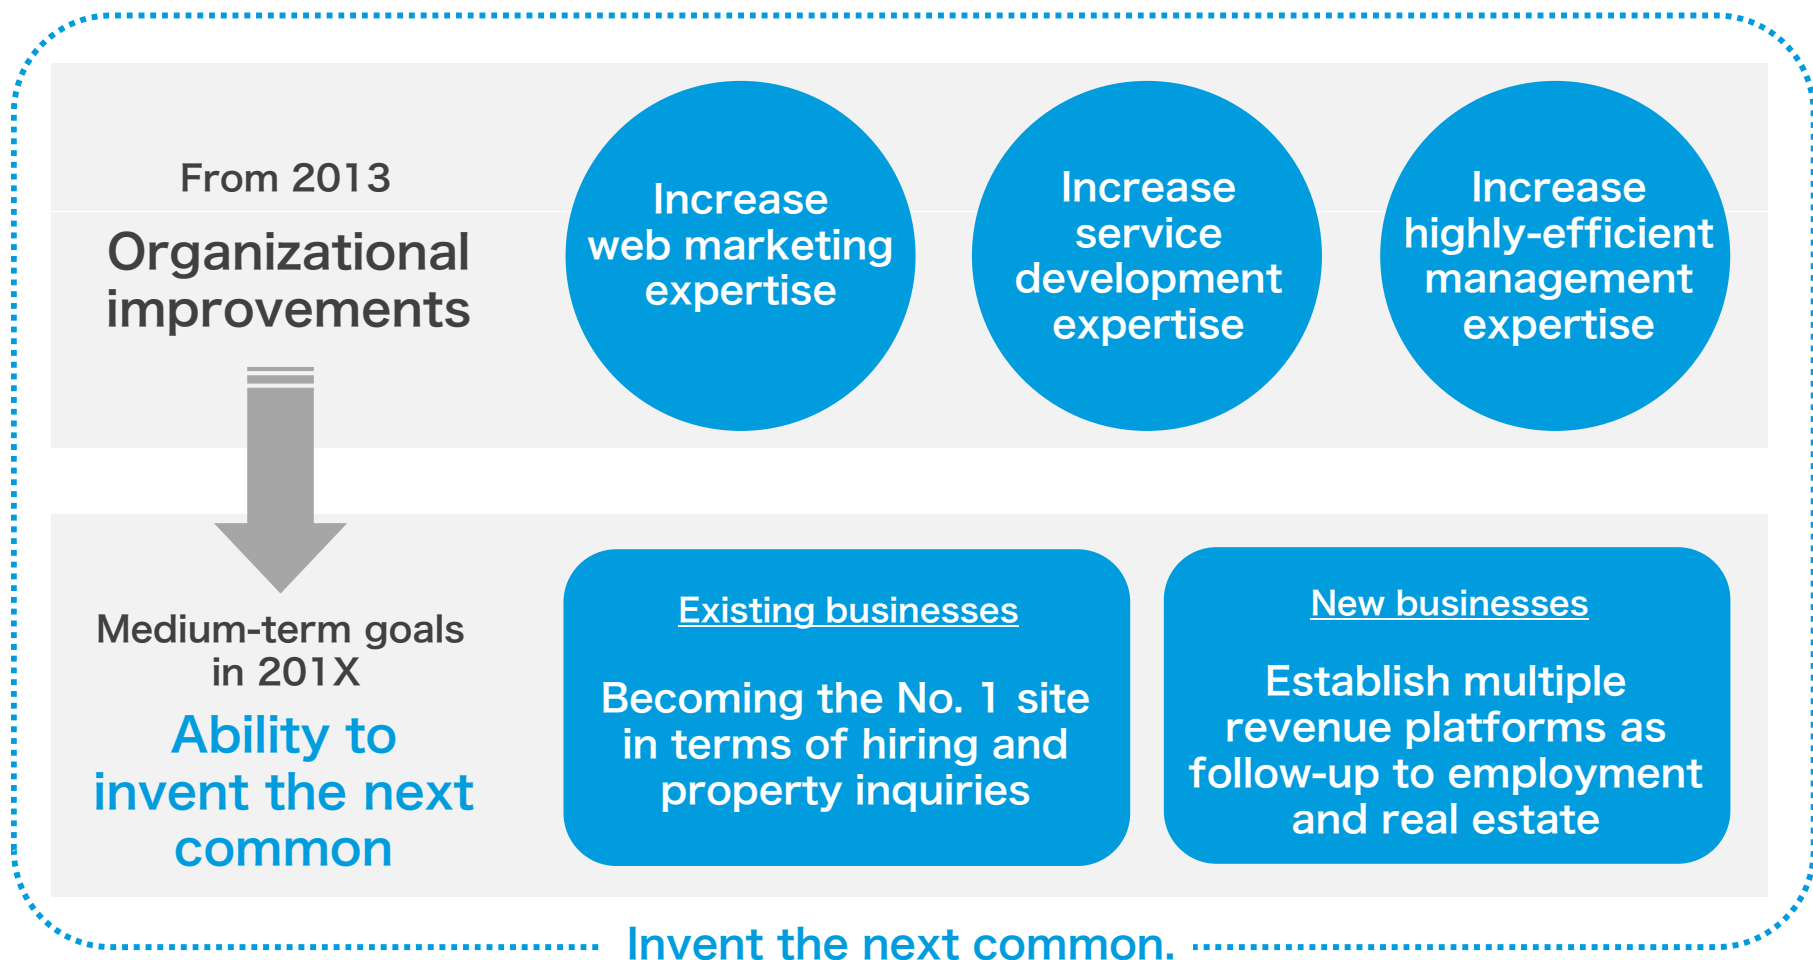 From 2013
Organizational
improvements
Increase
web marketing
expertise
Increase
service
development
expertise
Increase
highly-efficient
management
expertise
Medium-term goals
in 201X
Ability to
invent the next
common
Existing businesses
Becoming the No. 1 site
in terms of hiring and
property inquiries
New businesses
Establish multiple
revenue platforms as
follow-up to employment
and real estate
Invent the next common.